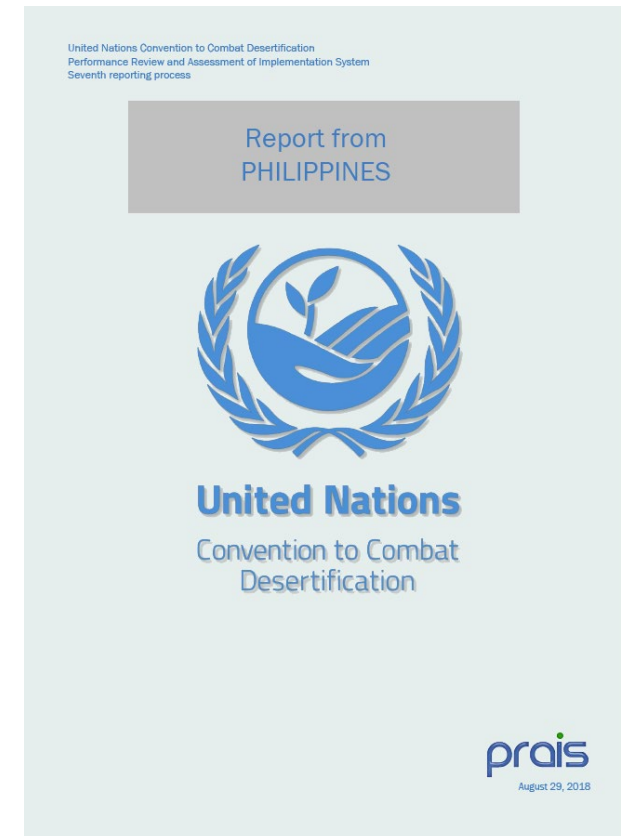 United Nations Convention to Combat Desertification
Performance Review and Assessment of Implementation System
Seventh reporting process
Report from
PHILIPPINES
United Nations
Convention to Combat
Desertification
prais
August 29, 2018